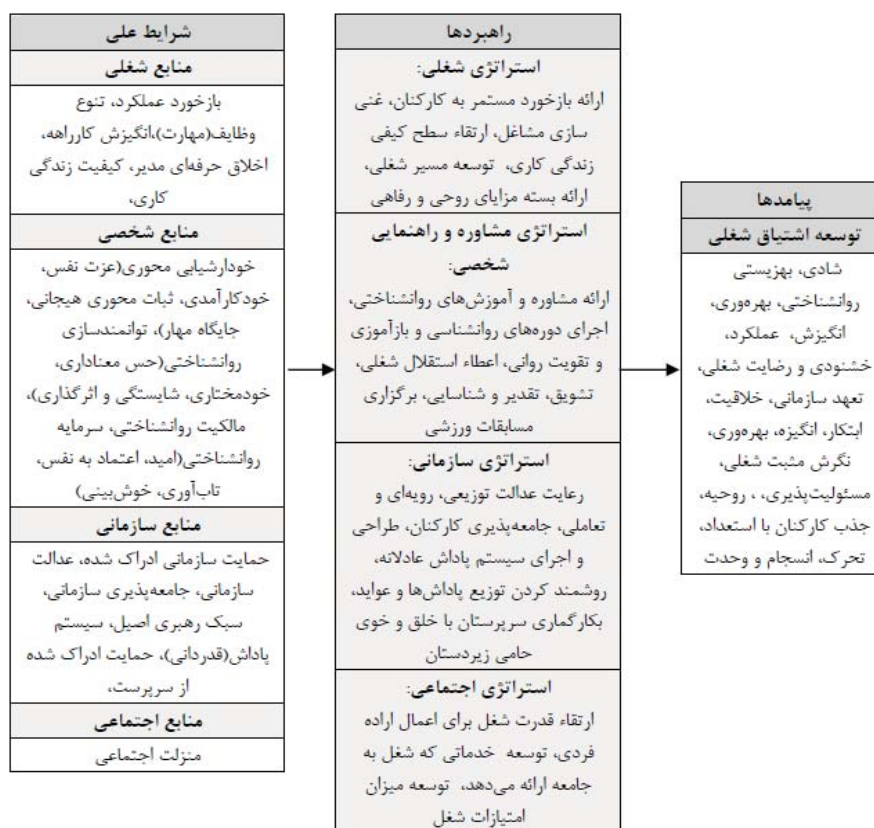 شرایط علی
منابع شغلی
بازخورد عملکرد، تنوع
وظایف(مهارت)،انگیزش کارراهه،
اخلاق حرفه‌ای مدیر، کیفیت زندگی
کاری،
منابع شخصی
خودارشیابی محوری(عزت نفس،
خودکارآمدی، ثبات محوری هیجانی،
جایگاه مهار)، توانمندسازی
روانشناختی(حس معناداری،
خودمختاری، شایستگی و اثرگذاری)،
مالکیت روانشناختی، سرمایه
روانشناختی(امید، اعتماد به نفس،
تاب‌آوری، خوش‌بینی)
منابع سازمانی
حمایت سازمانی ادراک شده، عدالت
سازمانی، جامعه‌پذیری سازمانی،
سبک رهبری اصیل، سیستم
پاداش(قدردانی)، حمایت ادراک شده
از سرپرست،
منابع اجتماعی
منزلت اجتماعی
راهبردها
استراتژی شغلی:
ارائه بازخورد مستمر به کارکنان، غنی
سازی مشاغل، ارتقاء سطح کیفی
زندگی کاری، توسعه مسیر شغلی،
ارائه بسته مزایای روحی و رفاهی
استراتژی مشاوره و راهنمایی
شخصی:
ارائه مشاوره و آموزش‌های روانشناختی،
اجرای دوره‌های روانشناسی و بازآموزی
و تقویت روانی، اعطاء استقلال شغلی،
تشویق، تقدیر و شناسایی، برگزاری
مسابقات ورزشی
استراتژی سازمانی:
رعایت عدالت توزیعی، رویه‌ای و
تعاملی، جامعه‌پذیری کارکنان، طراحی
و اجرای سیستم پاداش عادلانه،
روشمند کردن توزیع پاداش‌ها و عواید،
بکارگماری سرپرستان با خلق و خوی
حامی زیردستان
استراتژی اجتماعی:
ارتقاء قدرت شغل برای اعمال اراده
فردی، توسعه خدماتی که شغل به
جامعه ارائه می‌دهد، توسعه میزان
امتیازات شغل
پیامدها
توسعه اشتیاق شغلی
شادی، بهزیستی
روانشناختی، بهره‌وری،
انگیزش، عملکرد،
خشنودی و رضایت شغلی،
تعهد سازمانی، خلاقیت،
ابتکار، انگیزه، بهره‌وری،
نگرش مثبت شغلی،
مسئولیت‌پذیری، ، روحیه،
جذب کارکنان با استعداد،
تحرک، انسجام و وحدت